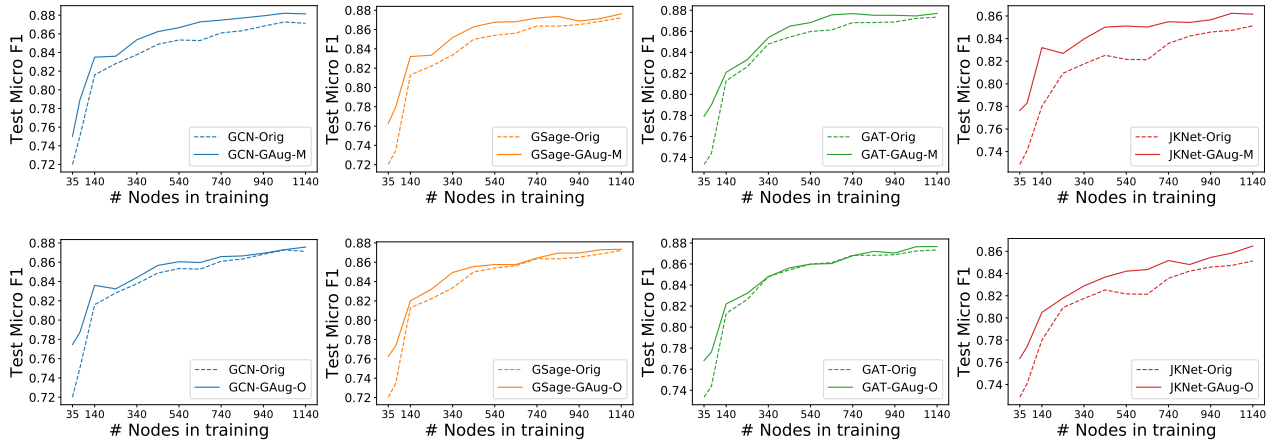 Test Micro F1
0.88
0.86
0.84
0.82
0.80
0.78
0.76
0.74
0.72
GCN-Orig
GCN-GAug-M
35 140 340 540 740 940 1140
# Nodes in training
Test Micro F1
0.88
0.86
0.84
0.82
0.80
0.78
0.76
0.74
0.72
GSage-Orig
GSage-GAug-M
35 140 340 540 740 940 1140
# Nodes in training
Test Micro F1
0.88
0.86
0.84
0.82
0.80
0.78
0.76
0.74
GAT-Orig
GAT-GAug-M
35 140 340 540 740 940 1140
# Nodes in training
Test Micro F1
0.86
0.84
0.82
0.80
0.78
0.76
0.74
JKNet-Orig
JKNet-GAug-M
35 140 340 540 740 940 1140
# Nodes in training
Test Micro F1
0.88
0.86
0.84
0.82
0.80
0.78
0.76
0.74
0.72
GCN-Orig
GCN-GAug-O
35 140 340 540 740 940 1140
# Nodes in training
Test Micro F1
0.88
0.86
0.84
0.82
0.80
0.78
0.76
0.74
0.72
GSage-Orig
GSage-GAug-O
35 140 340 540 740 940 1140
# Nodes in training
Test Micro F1
0.88
0.86
0.84
0.82
0.80
0.78
0.76
0.74
GAT-Orig
GAT-GAug-O
35 140 340 540 740 940 1140
# Nodes in training
Test Micro F1
0.86
0.84
0.82
0.80
0.78
0.76
0.74
JKNet-Orig
JKNet-GAug-O
35 140 340 540 740 940 1140
# Nodes in training